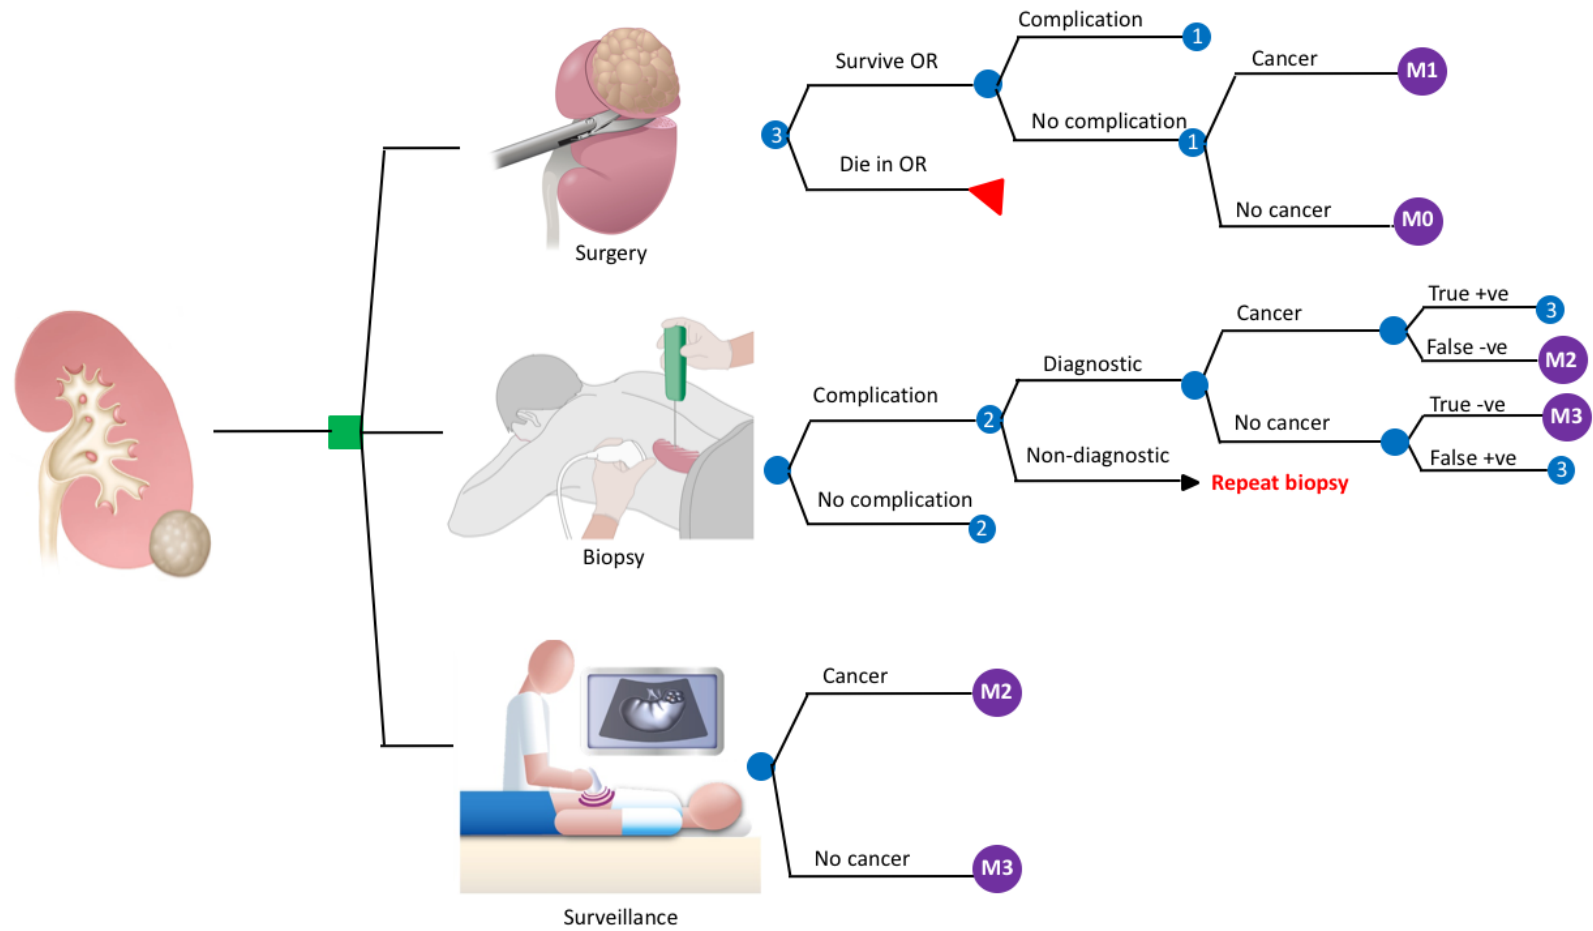 Complication
1
Survive OR
Cancer
M1
3
No complication
1
Die in OR
No cancer
M0
Surgery
True +ve
3
Cancer
False -ve
M2
Diagnostic
Complication
True -ve
M3
2
No cancer
Non-diagnostic
False +ve
3
Repeat biopsy
No complication
2
Biopsy
Cancer
M2
No cancer
M3
Surveillance